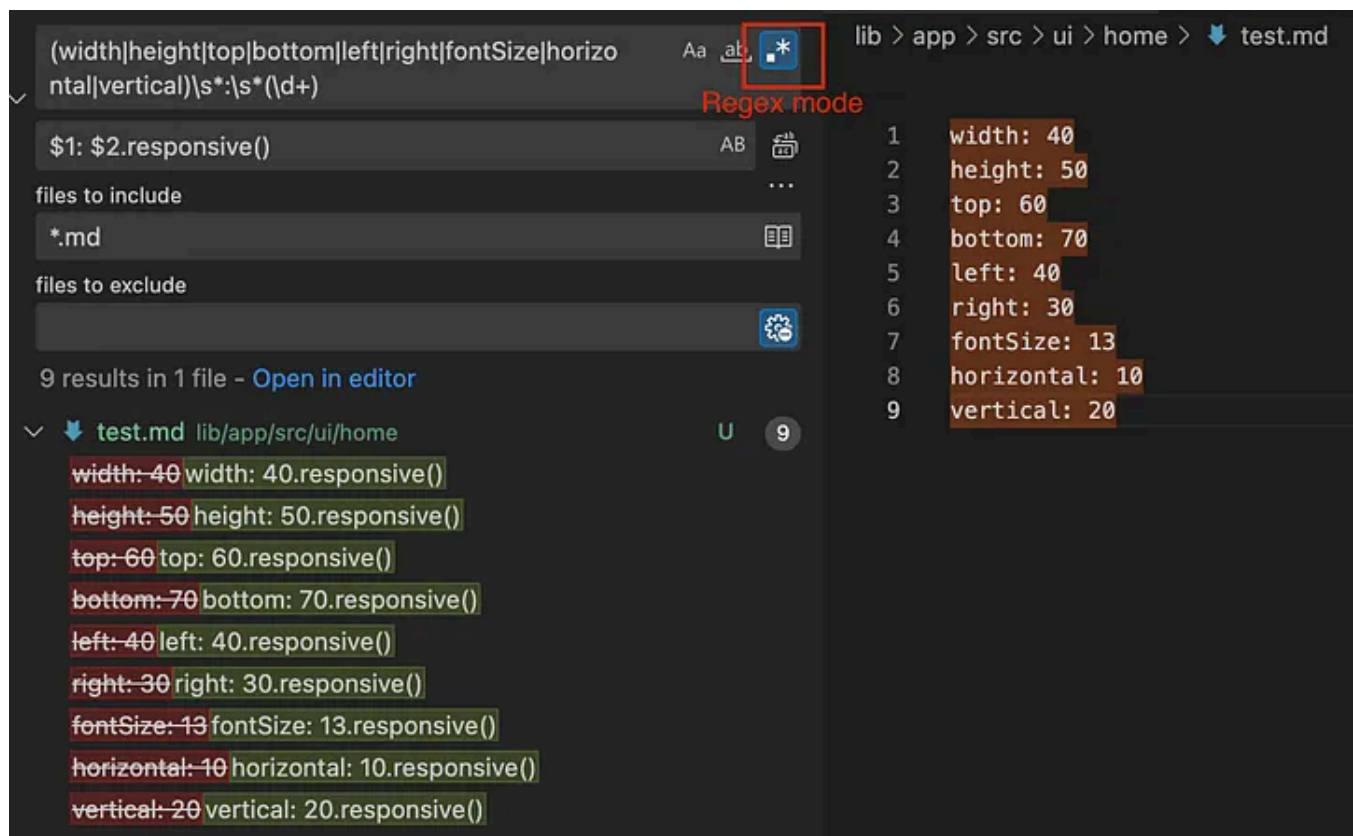 (width|height|top|bottom|left|right|fontSize|horizo
ntal|vertical)\s*:\s*(\d+)
Aa ab .*
Regex mode
$1: $2.responsive()
AB
files to include
*.md
files to exclude
9 results in 1 file - Open in editor
test.md lib/app/src/ui/home U 9
width: 40 width: 40.responsive()
height: 50 height: 50.responsive()
top: 60 top: 60.responsive()
bottom: 70 bottom: 70.responsive()
left: 40 left: 40.responsive()
right: 30 right: 30.responsive()
fontSize: 13 fontSize: 13.responsive()
horizontal: 10 horizontal: 10.responsive()
vertical: 20 vertical: 20.responsive()
lib > app > src > ui > home > test.md
1 width: 40
2 height: 50
3 top: 60
4 bottom: 70
5 left: 40
6 right: 30
7 fontSize: 13
8 horizontal: 10
9 vertical: 20